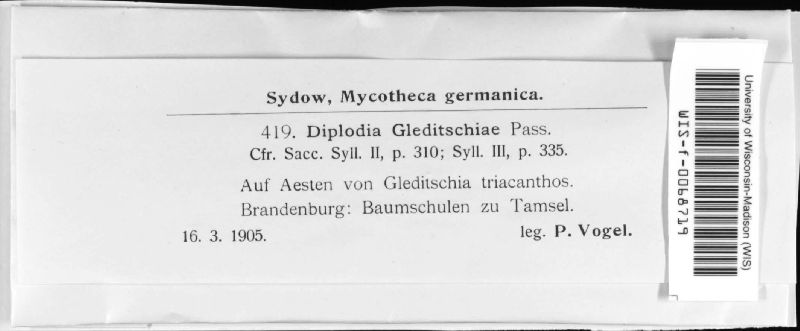 Sydow, Mycotheca germanica.
419. Diplodia Gleditschiae Pass.
Cfr. Sacc. Syll. II, p. 310; Syll. III, p. 335.
Auf Aesten von Gleditschia triacanthos.
Brandenburg: Baumschulen zu Tamsel.
16. 3. 1905. leg. P. Vogel.
University of Wisconsin-Madison (WIS)
WIS-f-0068719